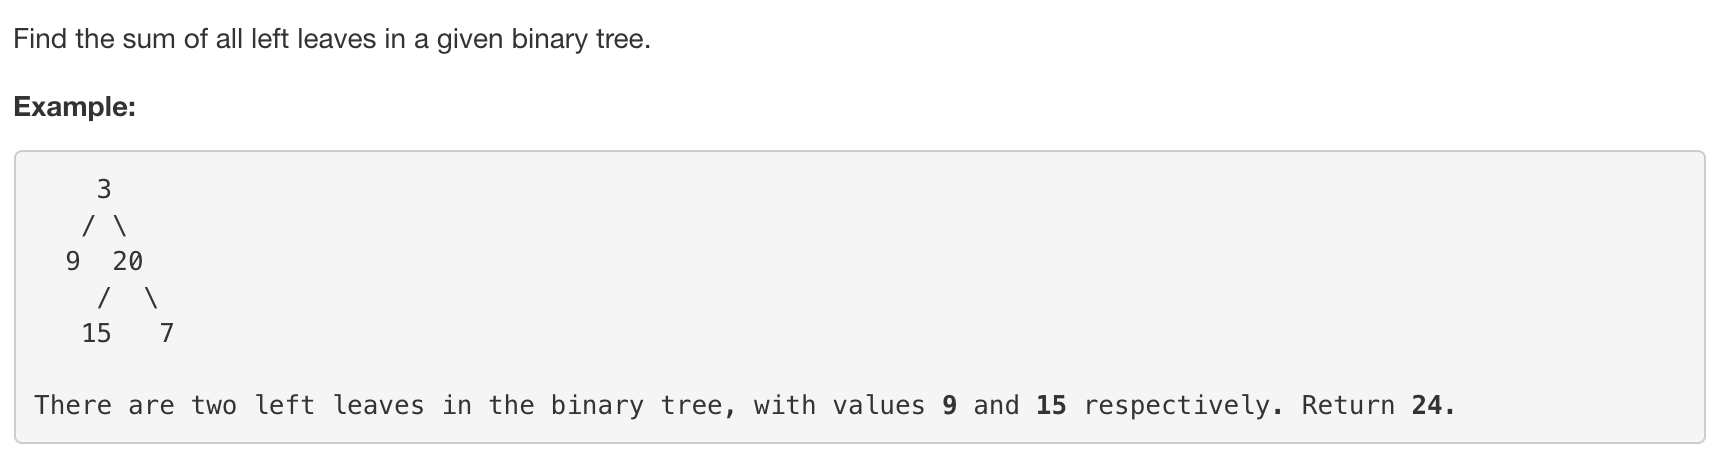 Find the sum of all left leaves in a given binary tree.
Example:
    3
   / \
  9  20
    /  \
   15   7
There are two left leaves in the binary tree, with values 9 and 15 respectively. Return 24.